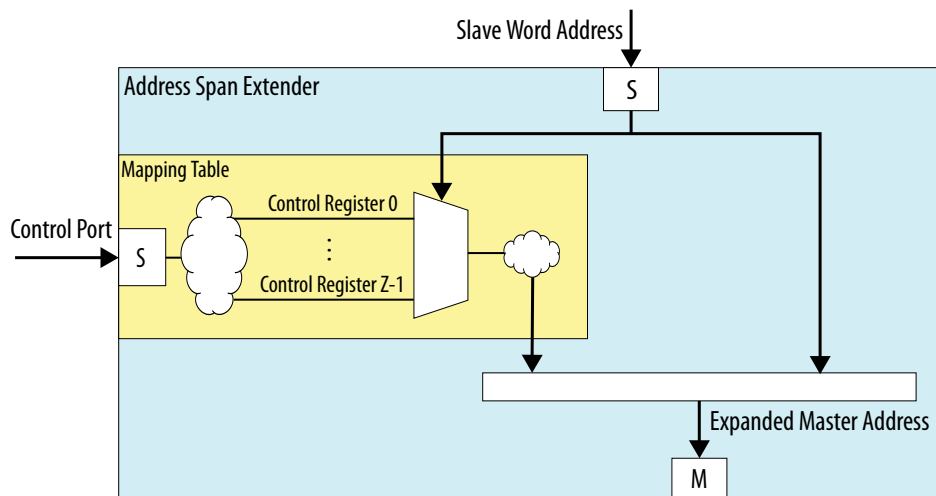 Slave Word Address
Address Span Extender
S
Mapping Table
Control Register 0
Control Port
S
⋮
Control Register Z-1
Expanded Master Address
M